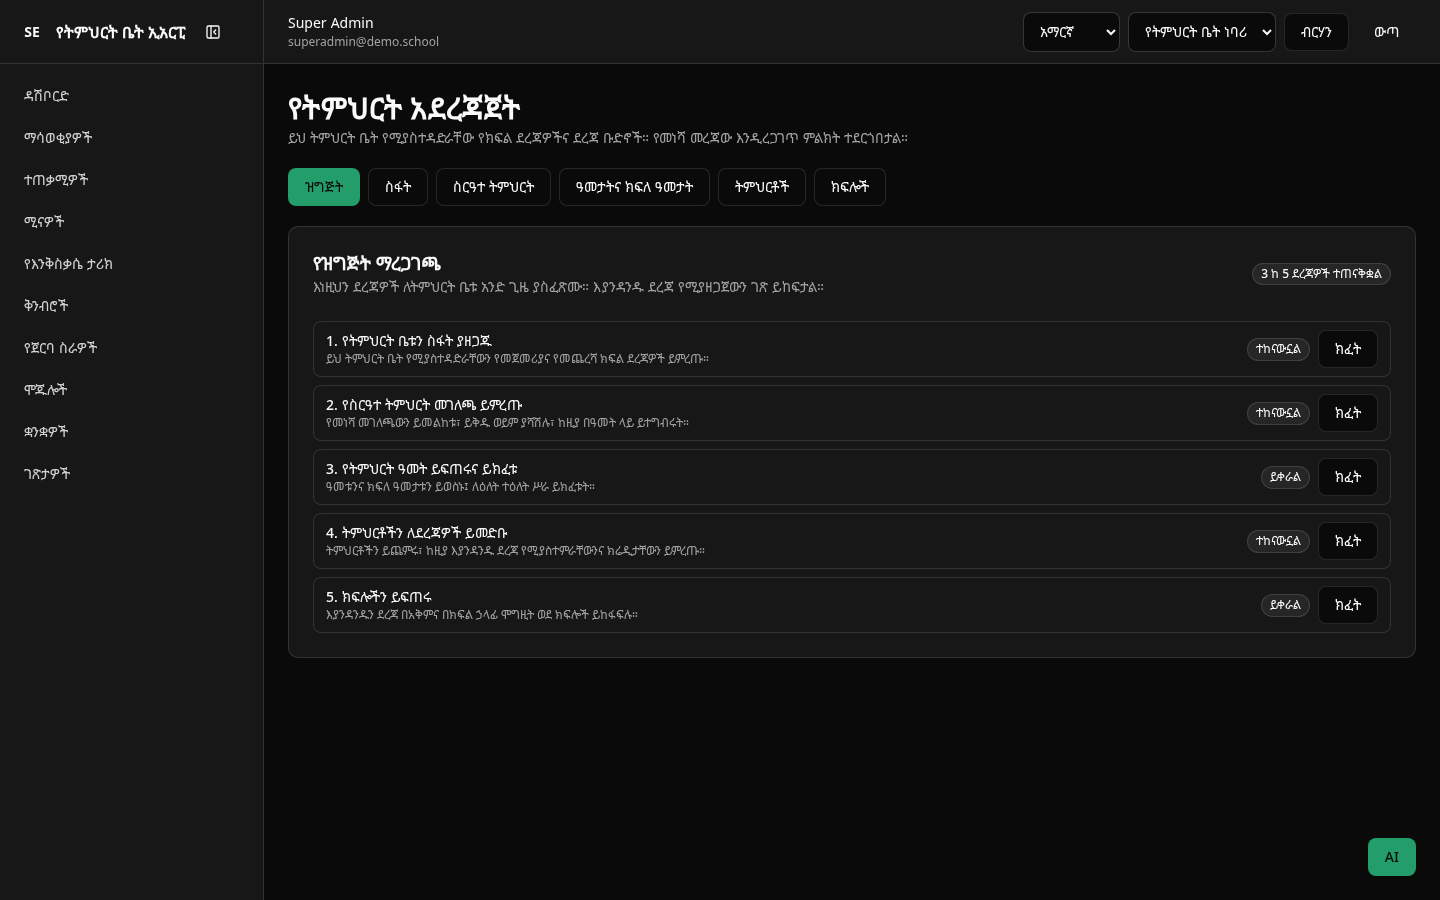 SE
የትምህርት ቤት ኢአርፒ
Super Admin
superadmin@demo.school
አማርኛ
የትምህርት ቤት ነባሪ
ብርሃን
ውጣ
ዳሽቦርድ
ማሳወቂያዎች
ተጠቃሚዎች
ሚናዎች
የእንቅስቃሴ ታሪክ
ቅንብሮች
የጀርባ ስራዎች
ሞጁሎች
ቋንቋዎች
ገጽታዎች
የትምህርት አደረጃጀት
ይህ ትምህርት ቤት የሚያስተዳድራቸው የክፍል ደረጃዎችና ደረጃ ቡድኖች። የመነሻ መረጃው እንዲረጋገጥ ምልክት ተደርጎበታል።
ዝግጅት
ስፋት
ስርዓተ ትምህርት
ዓመታትና ክፍለ ዓመታት
ትምህርቶች
ክፍሎች
የዝግጅት ማረጋገጫ
እነዚህን ደረጃዎች ለትምህርት ቤቱ አንድ ጊዜ ያስፈጽሙ። እያንዳንዱ ደረጃ የሚያዘጋጀውን ገጽ ይከፍታል።
3 ከ 5 ደረጃዎች ተጠናቅቋል
1. የትምህርት ቤቱን ስፋት ያዘጋጁ
ይህ ትምህርት ቤት የሚያስተዳድራቸውን የመጀመሪያና የመጨረሻ ክፍል ደረጃዎች ይምረጡ።
ተከናውኗል
ክፈት
2. የስርዓተ ትምህርት መገለጫ ይምረጡ
የመነሻ መገለጫውን ይመልከቱ፣ ይቅዱ ወይም ያሻሽሉ፣ ከዚያ በዓመት ላይ ይተግብሩት።
ተከናውኗል
ክፈት
3. የትምህርት ዓመት ይፍጠሩና ይክፈቱ
ዓመቱንና ክፍለ ዓመታቱን ይወስኑ፤ ለዕለት ተዕለት ሥራ ይክፈቱት።
ይቀራል
ክፈት
4. ትምህርቶችን ለደረጃዎች ይመድቡ
ትምህርቶችን ይጨምሩ፣ ከዚያ እያንዳንዱ ደረጃ የሚያስተምራቸውንና ክሬዲታቸውን ይምረጡ።
ተከናውኗል
ክፈት
5. ክፍሎችን ይፍጠሩ
እያንዳንዱን ደረጃ በአቅምና በክፍል ኃላፊ ሞግዚት ወደ ክፍሎች ይከፋፍሉ።
ይቀራል
ክፈት
AI